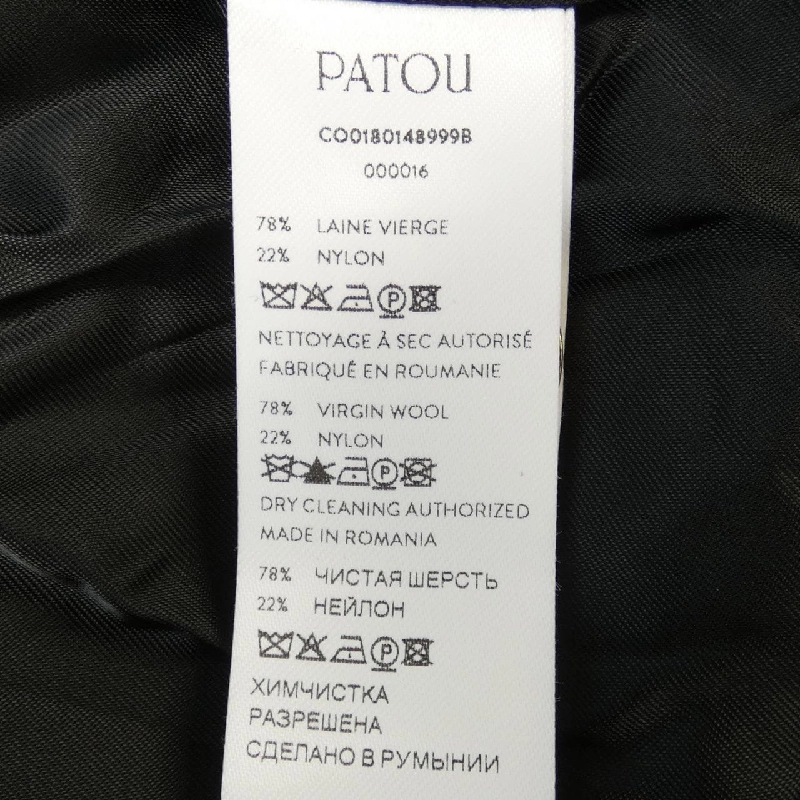 PATOU
CO0180148999B
000016
78% LAINE VIERGE
22% NYLON
P
NETTOYAGE À SEC AUTORISÉ
FABRIQUÉ EN ROUMANIE
78% VIRGIN WOOL
22% NYLON
P
DRY CLEANING AUTHORIZED
MADE IN ROMANIA
78% ЧИСТАЯ ШЕРСТЬ
22% НЕЙЛОН
P
ХИМЧИСТКА
РАЗРЕШЕНА
СДЕЛАНО В РУМЫНИИ